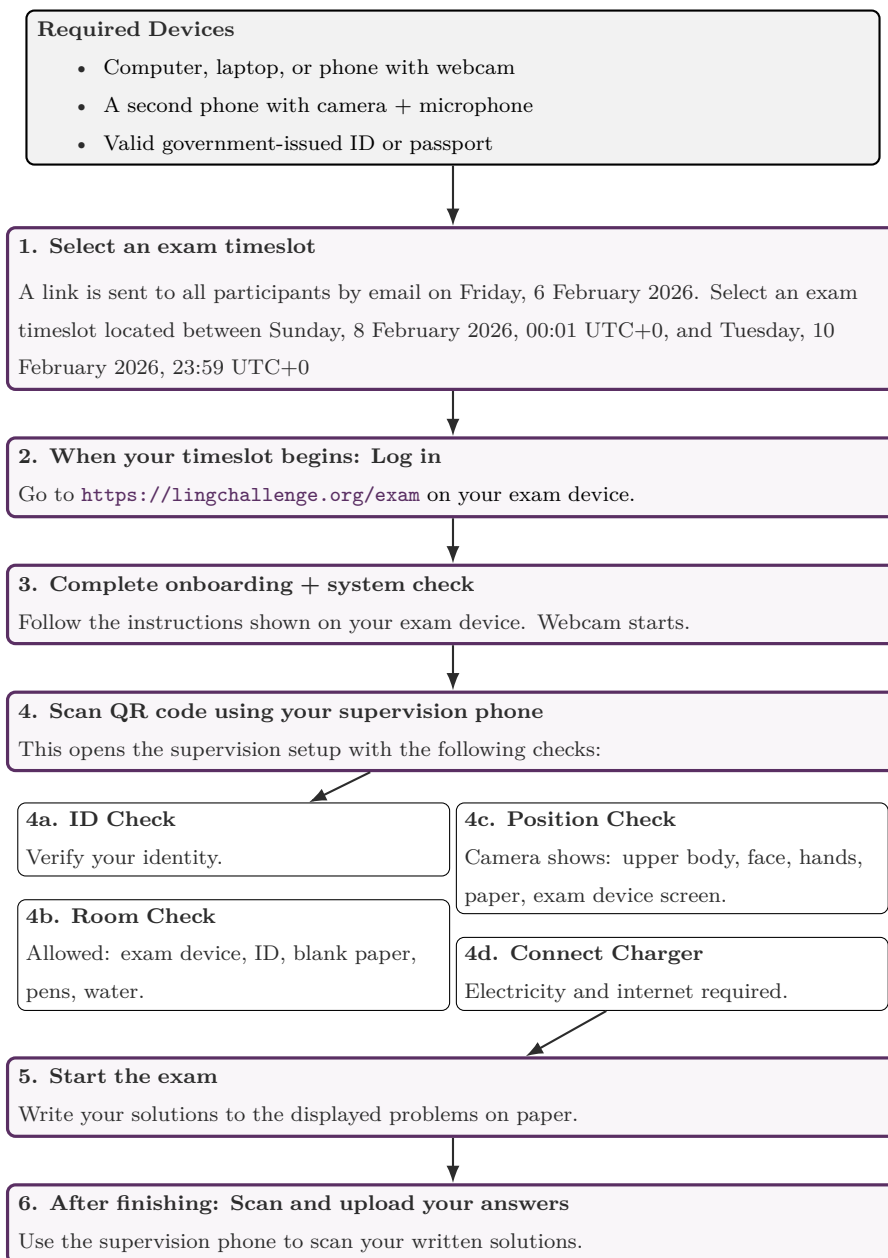 Required Devices
• Computer, laptop, or phone with webcam
• A second phone with camera + microphone
• Valid government-issued ID or passport
1. Select an exam timeslot
A link is sent to all participants by email on Friday, 6 February 2026. Select an exam
timeslot located between Sunday, 8 February 2026, 00:01 UTC+0, and Tuesday, 10
February 2026, 23:59 UTC+0
2. When your timeslot begins: Log in
Go to https://lingchallenge.org/exam on your exam device.
3. Complete onboarding + system check
Follow the instructions shown on your exam device. Webcam starts.
4. Scan QR code using your supervision phone
This opens the supervision setup with the following checks:
4a. ID Check
Verify your identity.
4b. Room Check
Allowed: exam device, ID, blank paper,
pens, water.
4c. Position Check
Camera shows: upper body, face, hands,
paper, exam device screen.
4d. Connect Charger
Electricity and internet required.
5. Start the exam
Write your solutions to the displayed problems on paper.
6. After finishing: Scan and upload your answers
Use the supervision phone to scan your written solutions.